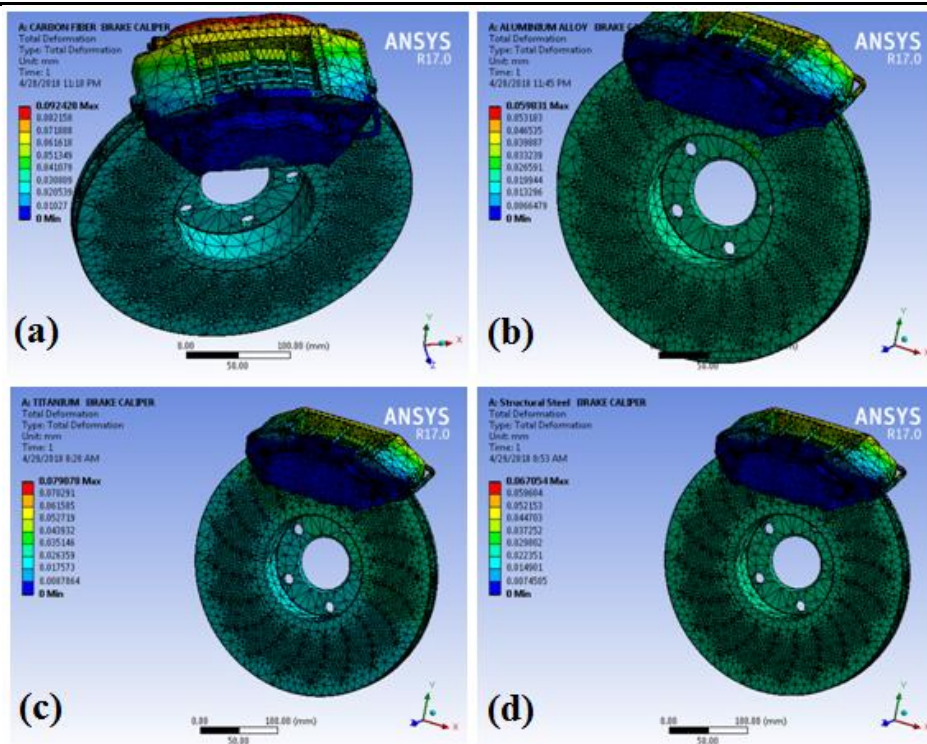 A: CARBON FIBER BRAKE CALIPER
Total Deformation
Type: Total Deformation
Unit: mm
Time: 1
4/28/2018 11:18 PM
0.092428 Max
0.082158
0.071888
0.061618
0.051349
0.041079
0.030809
0.020539
0.01027
0 Min
ANSYS
R17.0
(a)
0.00
100.00 (mm)
50.00
Y
X
Z
A: ALUMINIUM ALLOY BRAKE
Total Deformation
Type: Total Deformation
Unit: mm
Time: 1
4/28/2018 11:45 PM
0.059831 Max
0.053183
0.046535
0.039887
0.033239
0.026591
0.019944
0.013296
0.0066479
0 Min
ANSYS
R17.0
(b)
0.00
100.00 (mm)
50.00
Y
X
Z
A: TITANIUM BRAKE CALIPER
Total Deformation
Type: Total Deformation
Unit: mm
Time: 1
4/29/2018 8:20 AM
0.079078 Max
0.070291
0.061505
0.052719
0.043932
0.035146
0.026359
0.017573
0.0087864
0 Min
ANSYS
R17.0
(c)
0.00
100.00 (mm)
50.00
Y
X
Z
A: Structural Steel BRAKE CALIPER
Total Deformation
Type: Total Deformation
Unit: mm
Time: 1
4/29/2018 8:53 AM
0.067054 Max
0.059604
0.052153
0.044703
0.037252
0.029802
0.022351
0.014901
0.0074505
0 Min
ANSYS
R17.0
(d)
0.00
100.00 (mm)
50.00
Y
X
Z